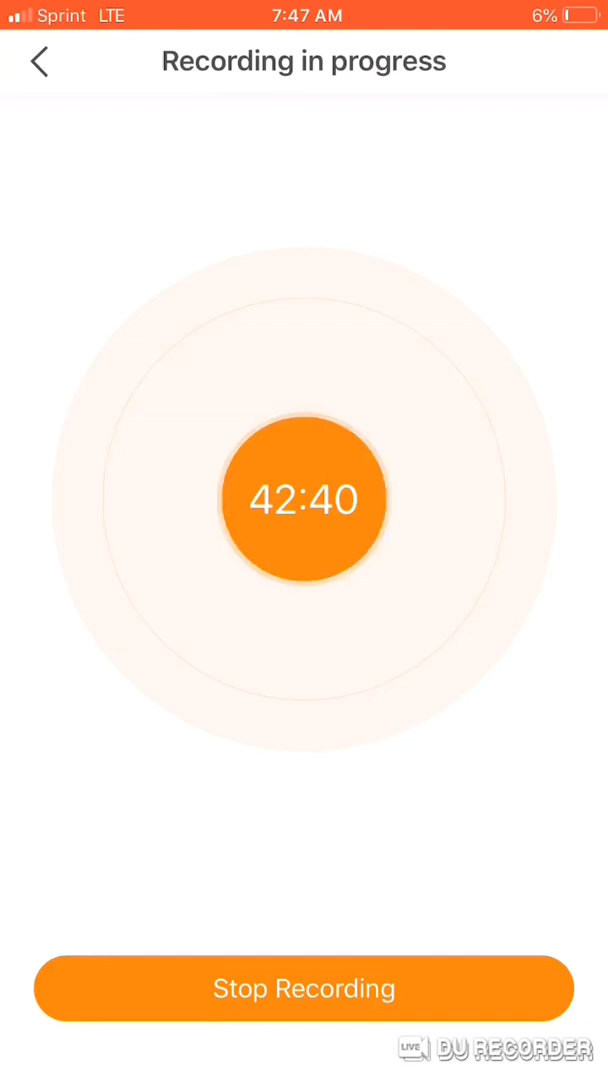 Sprint LTE 7:47 AM 6%
Recording in progress
42:40
Stop Recording
LIVE DU RECORDER